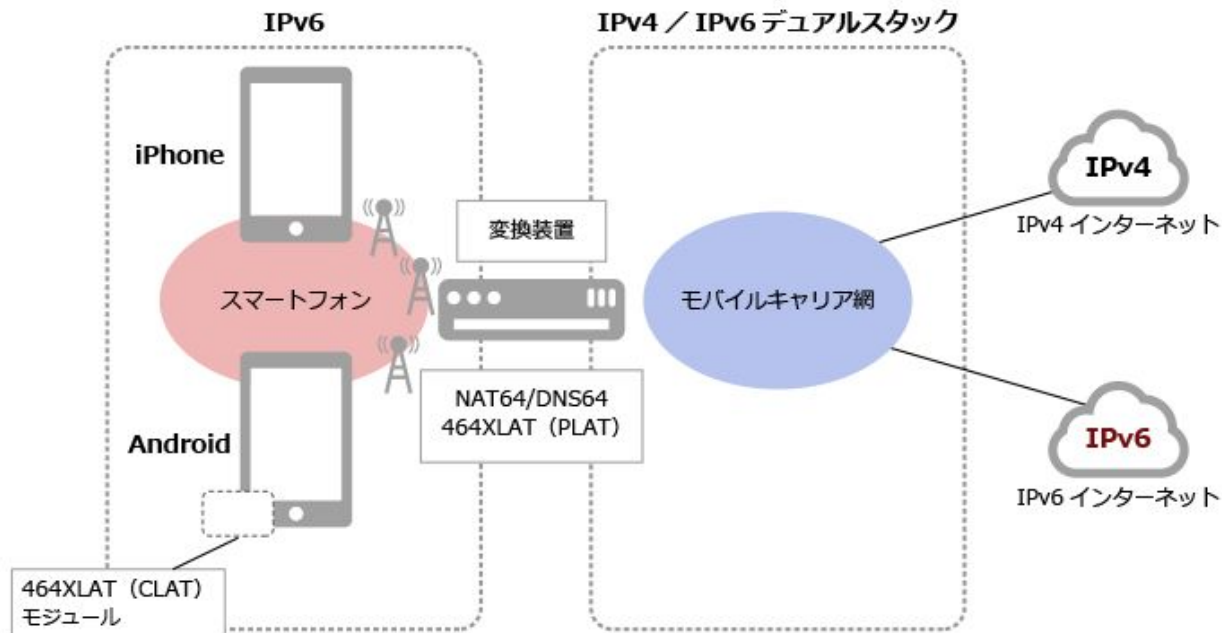 IPv6
IPv4 / IPv6 デュアルスタック
iPhone
スマートフォン
Android
464XLAT（CLAT）
モジュール
変換装置
NAT64/DNS64
464XLAT（PLAT）
モバイルキャリア網
IPv4
IPv4 インターネット
IPv6
IPv6 インターネット